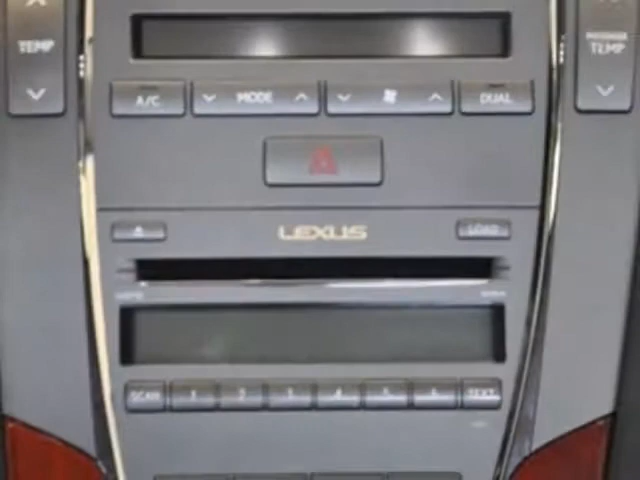 TEMP
PASSENGER
TEMP
A/C MODE DUAL
LEXUS LOAD
SCAN 1 2 3 4 5 6 TEXT